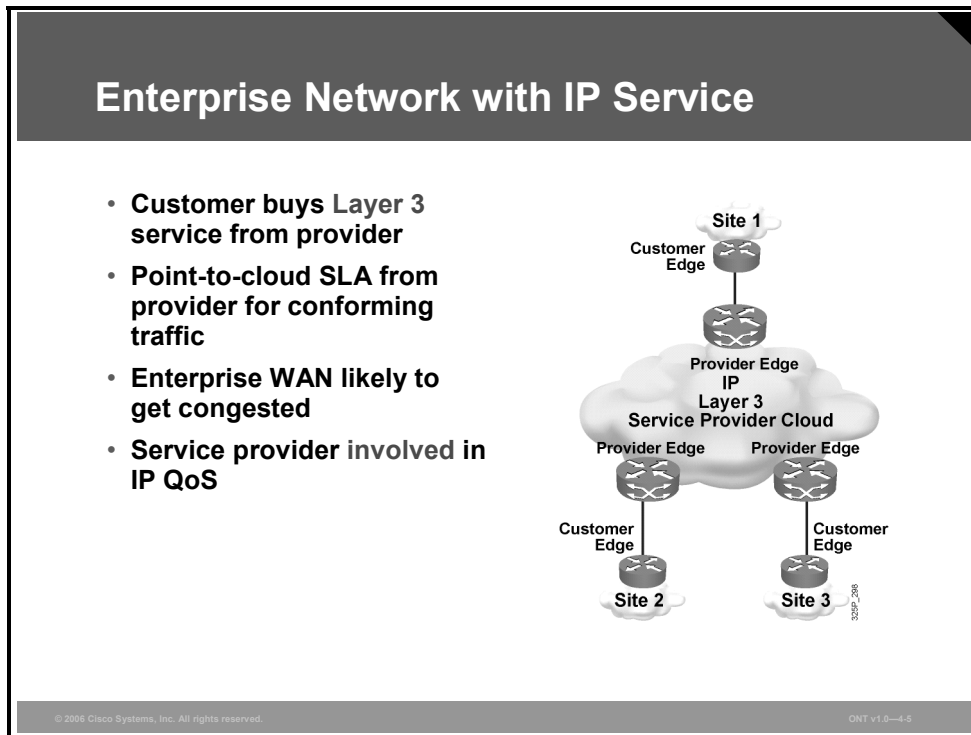 Enterprise Network with IP Service
• Customer buys Layer 3
service from provider
• Point-to-cloud SLA from
provider for conforming
traffic
• Enterprise WAN likely to
get congested
• Service provider involved in
IP QoS
Site 1
Customer
Edge
Provider Edge
IP
Layer 3
Service Provider Cloud
Provider Edge
Provider Edge
Customer
Edge
Customer
Edge
Site 2
Site 3
325P_298
© 2006 Cisco Systems, Inc. All rights reserved.
ONT v1.0—4-5